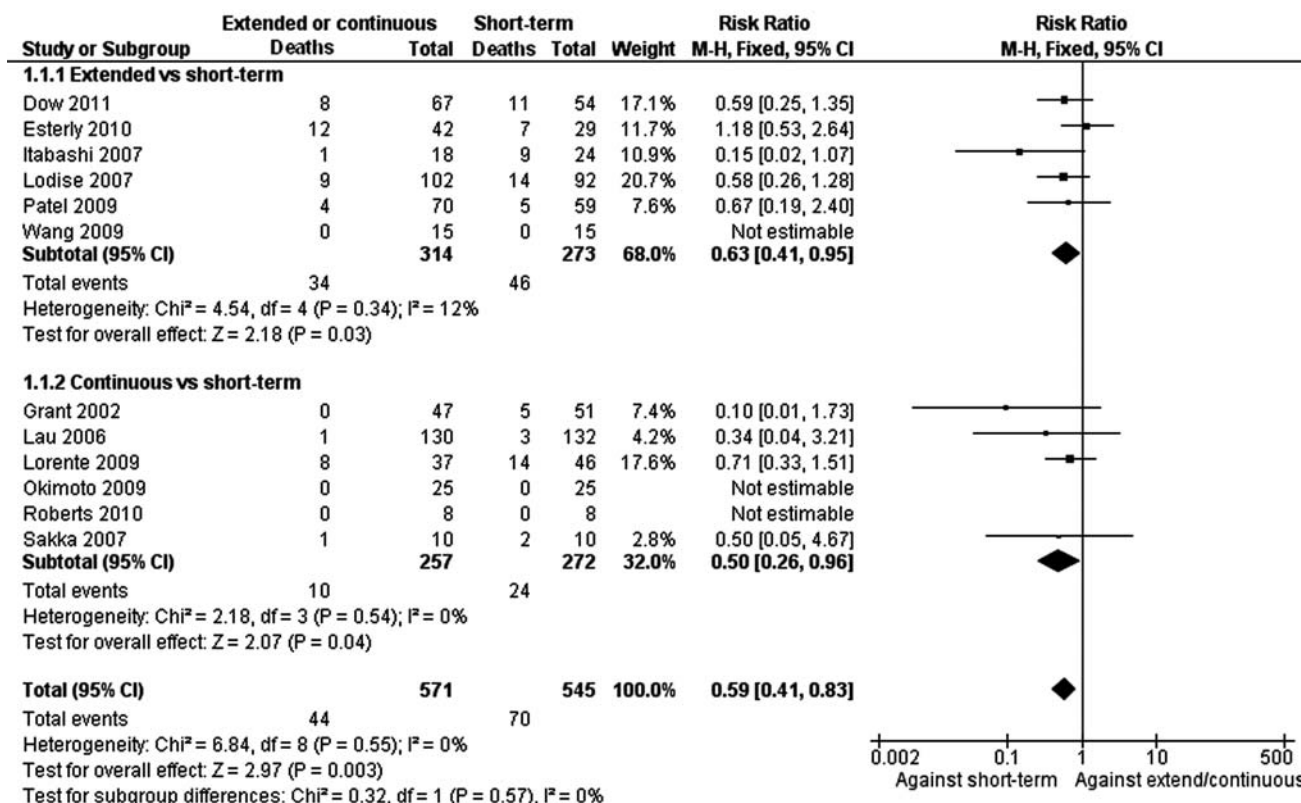 Extended or continuous Short-term Risk Ratio Risk Ratio
Study or Subgroup Deaths Total Deaths Total Weight M-H, Fixed, 95% CI M-H, Fixed, 95% CI
1.1.1 Extended vs short-term
Dow 2011 8 67 11 54 17.1% 0.59 [0.25, 1.35]
Esterly 2010 12 42 7 29 11.7% 1.18 [0.53, 2.64]
Itabashi 2007 1 18 9 24 10.9% 0.15 [0.02, 1.07]
Lodise 2007 9 102 14 92 20.7% 0.58 [0.26, 1.28]
Patel 2009 4 70 5 59 7.6% 0.67 [0.19, 2.40]
Wang 2009 0 15 0 15 Not estimable
Subtotal (95% CI) 314 273 68.0% 0.63 [0.41, 0.95]
Total events 34 46
Heterogeneity: Chi² = 4.54, df = 4 (P = 0.34); I² = 12%
Test for overall effect: Z = 2.18 (P = 0.03)
1.1.2 Continuous vs short-term
Grant 2002 0 47 5 51 7.4% 0.10 [0.01, 1.73]
Lau 2006 1 130 3 132 4.2% 0.34 [0.04, 3.21]
Lorente 2009 8 37 14 46 17.6% 0.71 [0.33, 1.51]
Okimoto 2009 0 25 0 25 Not estimable
Roberts 2010 0 8 0 8 Not estimable
Sakka 2007 1 10 2 10 2.8% 0.50 [0.05, 4.67]
Subtotal (95% CI) 257 272 32.0% 0.50 [0.26, 0.96]
Total events 10 24
Heterogeneity: Chi² = 2.18, df = 3 (P = 0.54); I² = 0%
Test for overall effect: Z = 2.07 (P = 0.04)
Total (95% CI) 571 545 100.0% 0.59 [0.41, 0.83]
Total events 44 70
Heterogeneity: Chi² = 6.84, df = 8 (P = 0.55); I² = 0%
Test for overall effect: Z = 2.97 (P = 0.003)
Test for subgroup differences: Chi² = 0.32, df = 1 (P = 0.57), I² = 0%
0.002 0.1 1 10 500
Against short-term Against extend/continuous